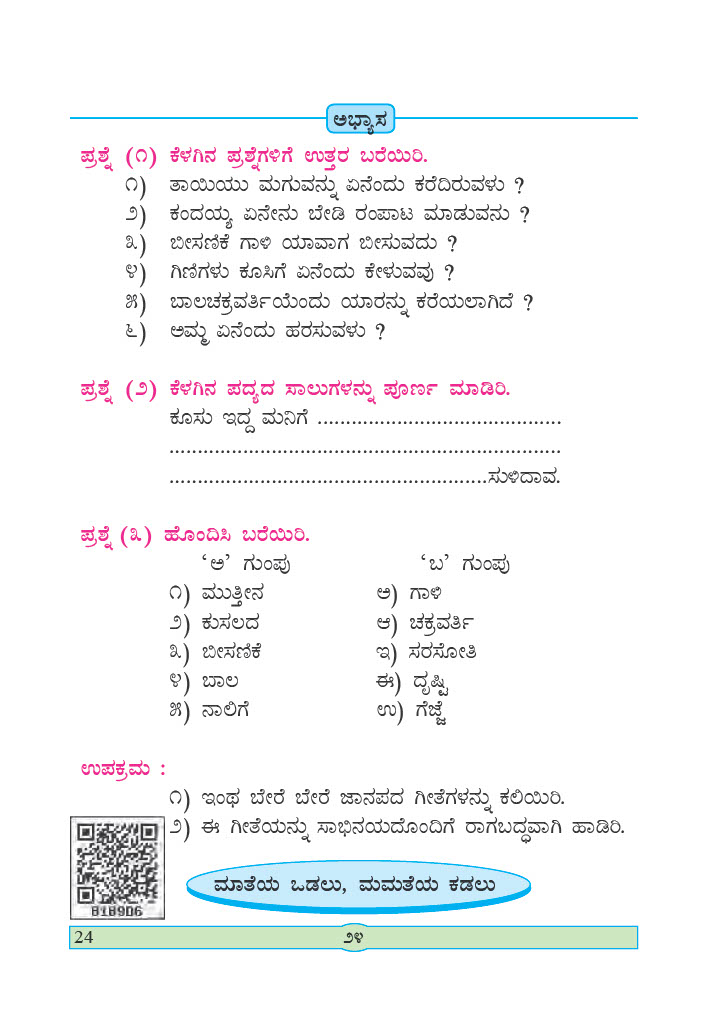 ಅಭ್ಯಾಸ
ಪ್ರಶ್ನೆ (೧) ಕೆಳಗಿನ ಪ್ರಶ್ನೆಗಳಿಗೆ ಉತ್ತರ ಬರೆಯಿರಿ.
೧) ತಾಯಿಯು ಮಗುವನ್ನು ಏನೆಂದು ಕರೆದಿರುವಳು ?
೨) ಕಂದಯ್ಯ ಏನೇನು ಬೇಡಿ ರಂಪಾಟ ಮಾಡುವನು ?
೩) ಬೀಸಣಿಕೆ ಗಾಳಿ ಯಾವಾಗ ಬೀಸುವದು ?
೪) ಗಿಣಿಗಳು ಕೂಸಿಗೆ ಏನೆಂದು ಕೇಳುವವು ?
೫) ಬಾಲಚಕ್ರವರ್ತಿಯೆಂದು ಯಾರನ್ನು ಕರೆಯಲಾಗಿದೆ ?
೬) ಅಮ್ಮ ಏನೆಂದು ಹರಸುವಳು ?
ಪ್ರಶ್ನೆ (೨) ಕೆಳಗಿನ ಪದ್ಯದ ಸಾಲುಗಳನ್ನು ಪೂರ್ಣ ಮಾಡಿರಿ.
ಕೂಸು ಇದ್ದ ಮನಿಗೆ ...........................................
.....................................................................
........................................................ಸುಳಿದಾವ.
ಪ್ರಶ್ನೆ (೩) ಹೊಂದಿಸಿ ಬರೆಯಿರಿ.
‘ಅ’ ಗುಂಪು ‘ಬ’ ಗುಂಪು
೧) ಮುತ್ತೀನ ಅ) ಗಾಳಿ
೨) ಕುಸಲದ ಆ) ಚಕ್ರವರ್ತಿ
೩) ಬೀಸಣಿಕೆ ಇ) ಸರಸೋತಿ
೪) ಬಾಲ ಈ) ದೃಷ್ಟಿ
೫) ನಾಲಿಗೆ ಉ) ಗೆಜ್ಜೆ
ಉಪಕ್ರಮ :
೧) ಇಂಥ ಬೇರೆ ಬೇರೆ ಜಾನಪದ ಗೀತೆಗಳನ್ನು ಕಲಿಯಿರಿ.
೨) ಈ ಗೀತೆಯನ್ನು ಸಾಭಿನಯದೊಂದಿಗೆ ರಾಗಬದ್ಧವಾಗಿ ಹಾಡಿರಿ.
ಮಾತೆಯ ಒಡಲು, ಮಮತೆಯ ಕಡಲು
B1B9D6
24 ೨೪